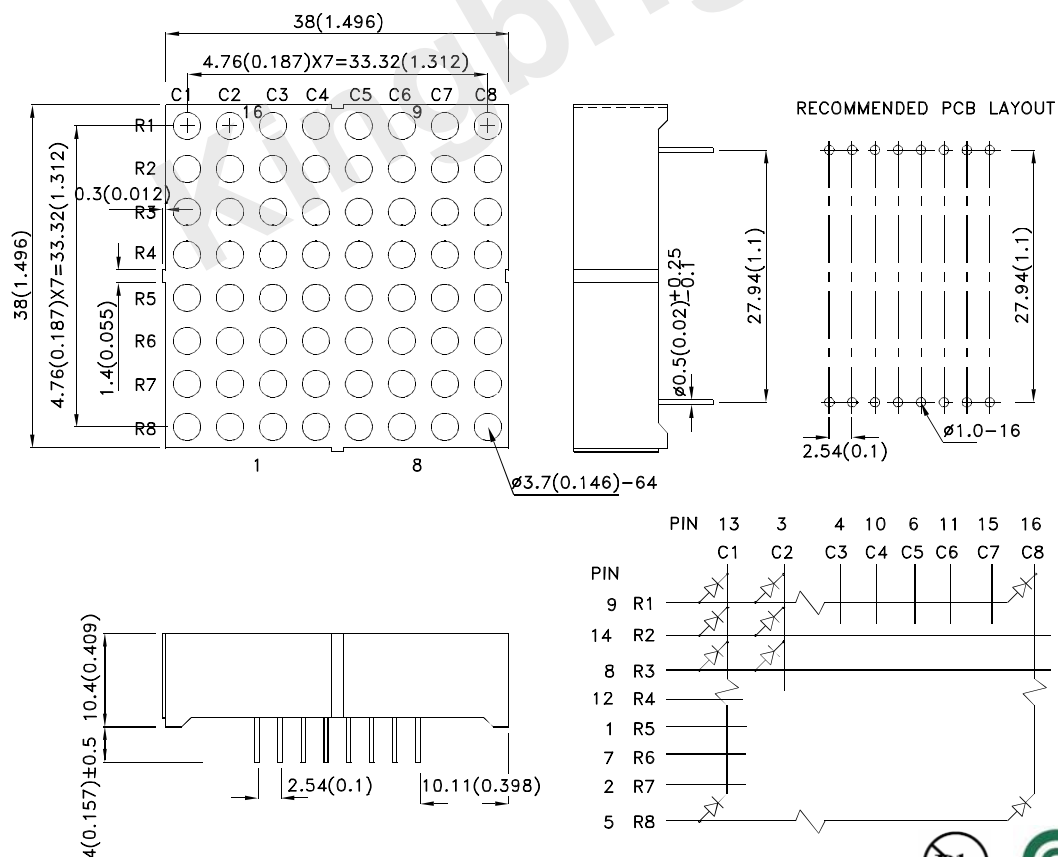 38(1.496)
4.76(0.187)X7=33.32(1.312)
C1 C2 C3 C4 C5 C6 C7 C8
16 9
R1
R2
0.3(0.012)
R3
R4
R5
R6
R7
R8
38(1.496)
4.76(0.187)X7=33.32(1.312)
1.4(0.055)
1 8
ø3.7(0.146)-64
ø0.5(0.02)+0.25 -0.1
27.94(1.1)
RECOMMENDED PCB LAYOUT
27.94(1.1)
ø1.0-16
2.54(0.1)
Kingbri
10.4(0.409)
4(0.157)±0.5
2.54(0.1)
10.11(0.398)
PIN 13 3 4 10 6 11 15 16
C1 C2 C3 C4 C5 C6 C7 C8
PIN
9 R1
14 R2
8 R3
12 R4
1 R5
7 R6
2 R7
5 R8